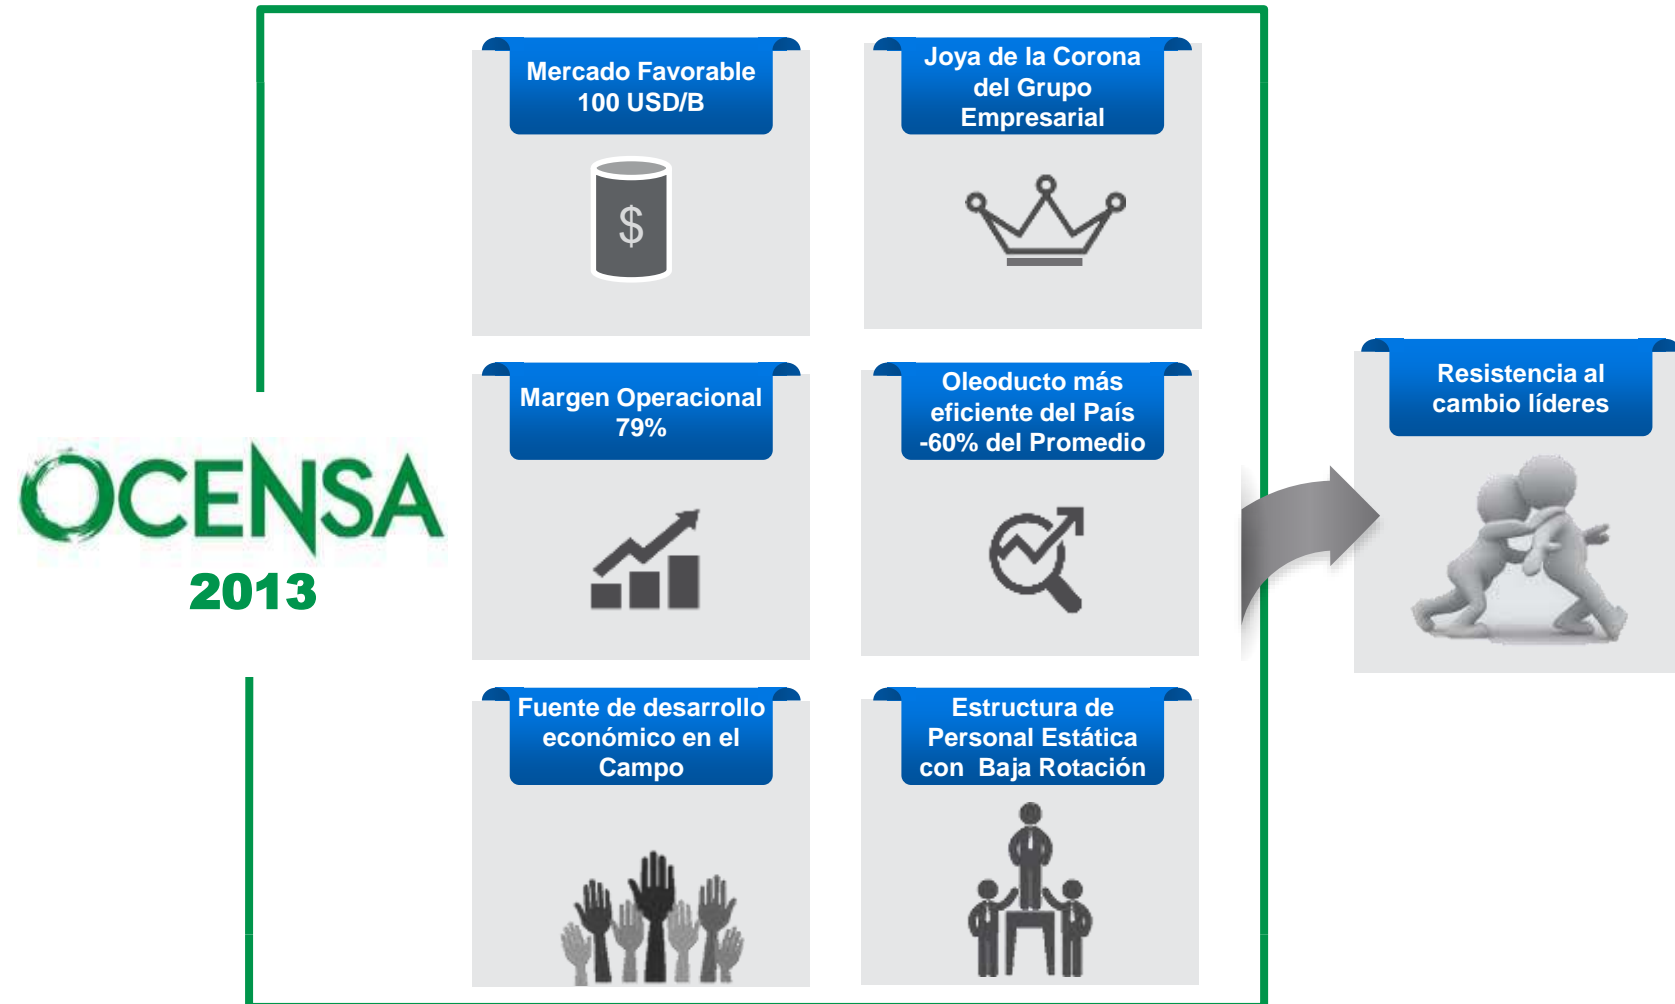 OCENSA
2013
Mercado Favorable
100 USD/B
$
Joya de la Corona
del Grupo
Empresarial
Margen Operacional
79%
Oleoducto más
eficiente del País
-60% del Promedio
Fuente de desarrollo
económico en el
Campo
Estructura de
Personal Estática
con  Baja Rotación
Resistencia al
cambio líderes